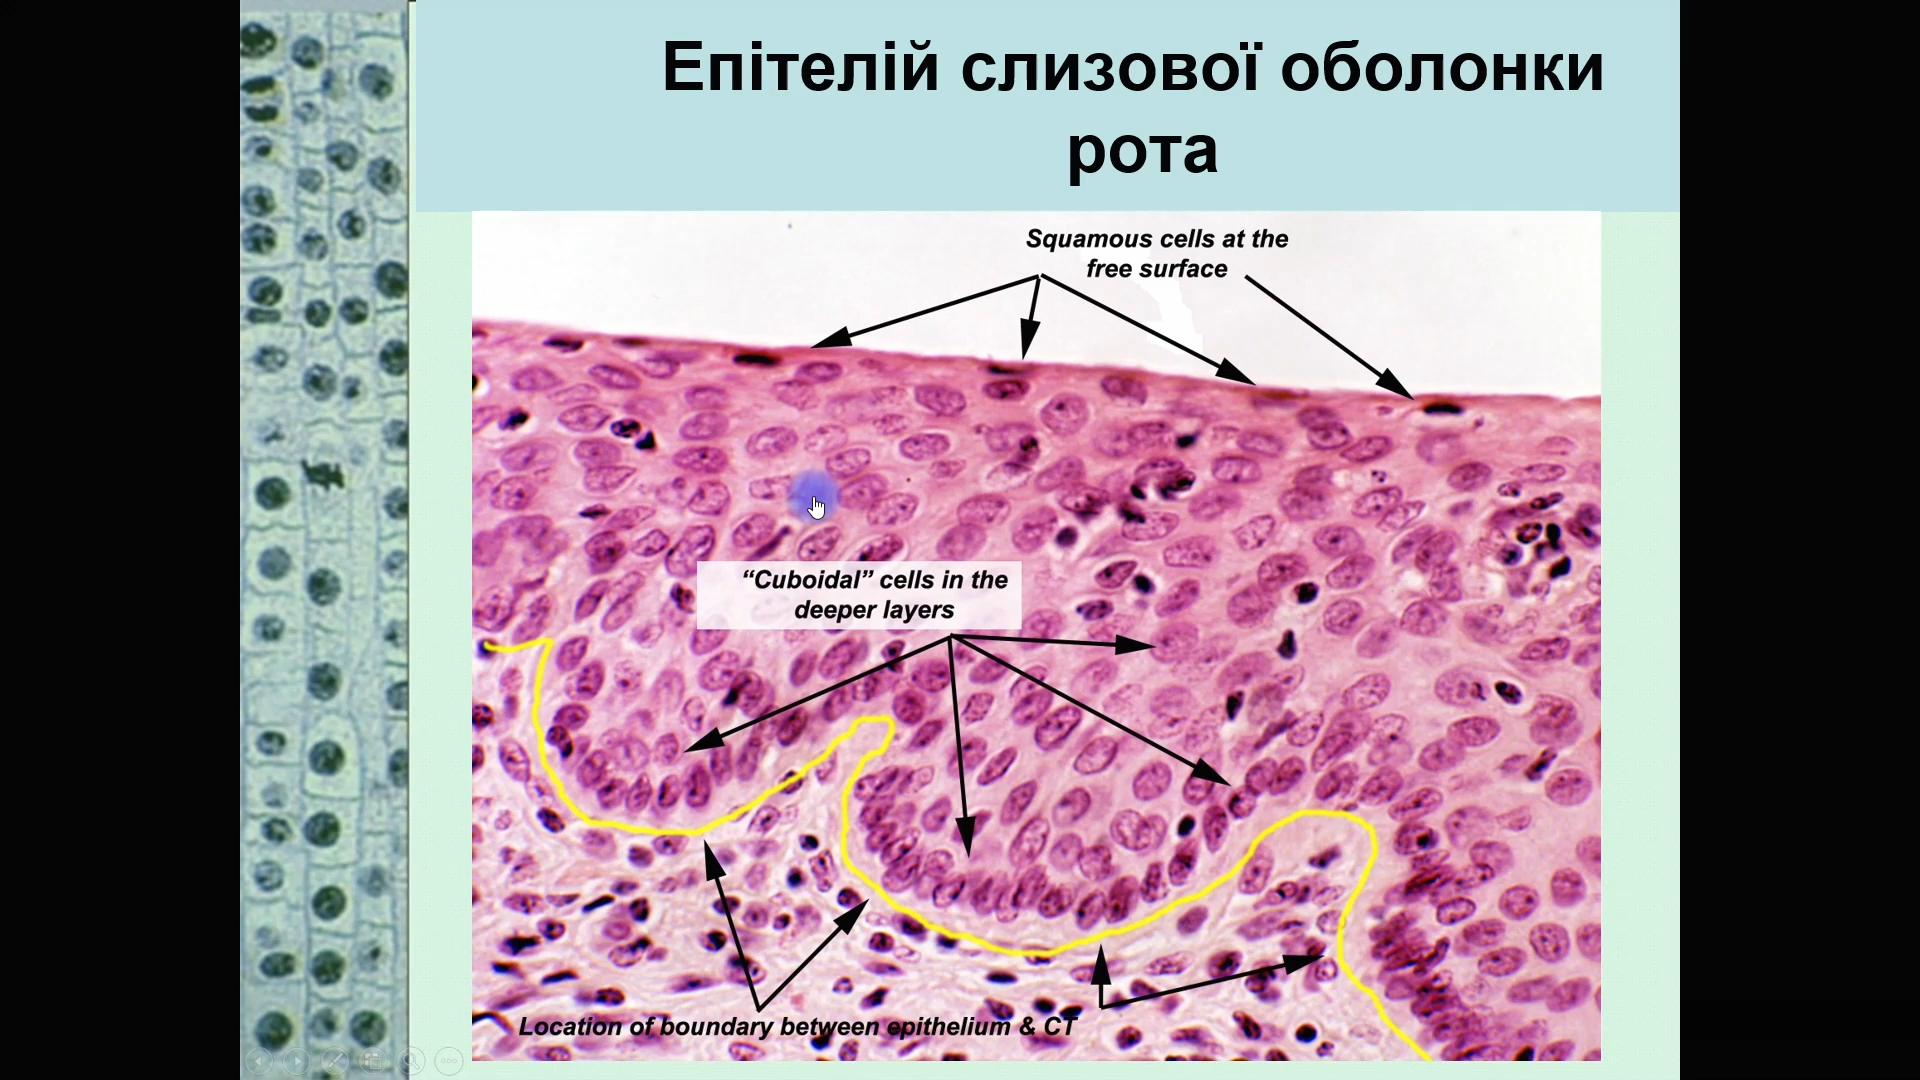 Епітелій слизової оболонки
рота
Squamous cells at the
free surface
“Cuboidal” cells in the
deeper layers
Location of boundary between epithelium & CT